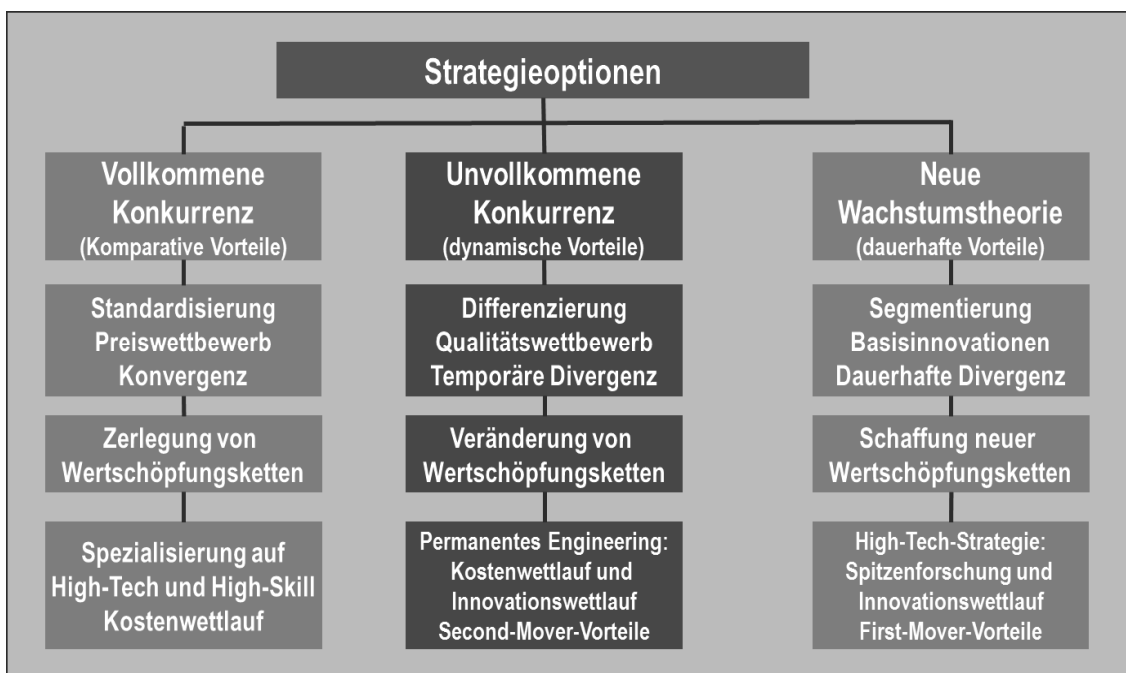 Strategieoptionen
Vollkommene
Konkurrenz
(Komparative Vorteile)
Standardisierung
Preiswettbewerb
Konvergenz
Zerlegung von
Wertschöpfungsketten
Spezialisierung auf
High-Tech und High-Skill
Kostenwettlauf
Unvollkommene
Konkurrenz
(dynamische Vorteile)
Differenzierung
Qualitätswettbewerb
Temporäre Divergenz
Veränderung von
Wertschöpfungsketten
Permanentes Engineering:
Kostenwettlauf und
Innovationswettlauf
Second-Mover-Vorteile
Neue
Wachstumstheorie
(dauerhafte Vorteile)
Segmentierung
Basisinnovationen
Dauerhafte Divergenz
Schaffung neuer
Wertschöpfungsketten
High-Tech-Strategie:
Spitzenforschung und
Innovationswettlauf
First-Mover-Vorteile